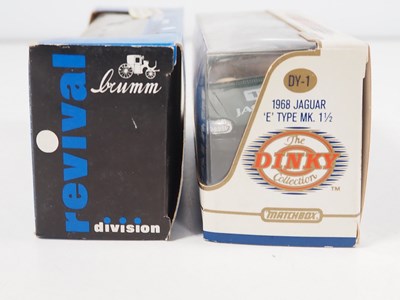 revival
brumm
division
DY-1
1968 JAGUAR
'E' TYPE MK. 1½
The
DINKY
Collection
TM
MATCHBOX